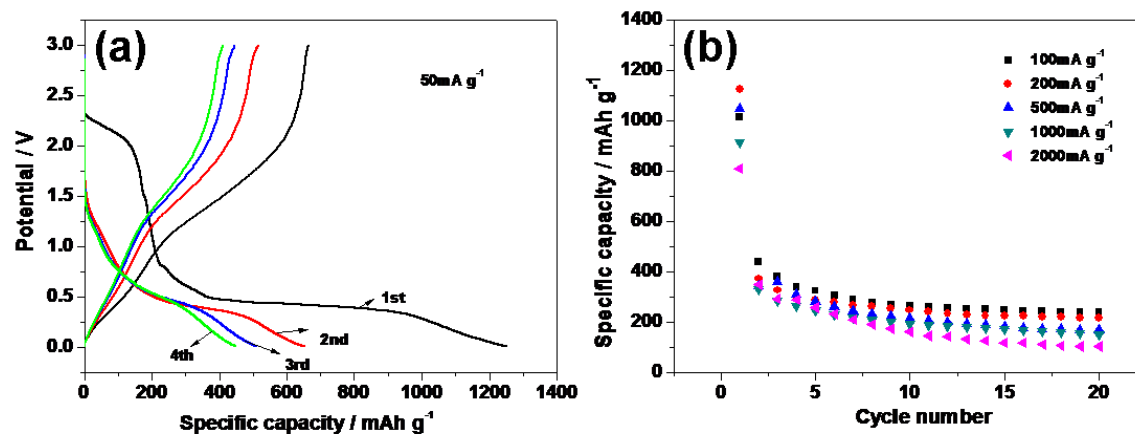 (a)
50mA g⁻¹
3.0
2.5
2.0
1.5
1.0
0.5
0.0
Potential / V
1st
2nd
3rd
4th
0 200 400 600 800 1000 1200 1400
Specific capacity / mAh g⁻¹
(b)
100mA g⁻¹
200mA g⁻¹
500mA g⁻¹
1000mA g⁻¹
2000mA g⁻¹
1400
1200
1000
800
600
400
200
0
Specific capacity / mAh g⁻¹
0 5 10 15 20
Cycle number